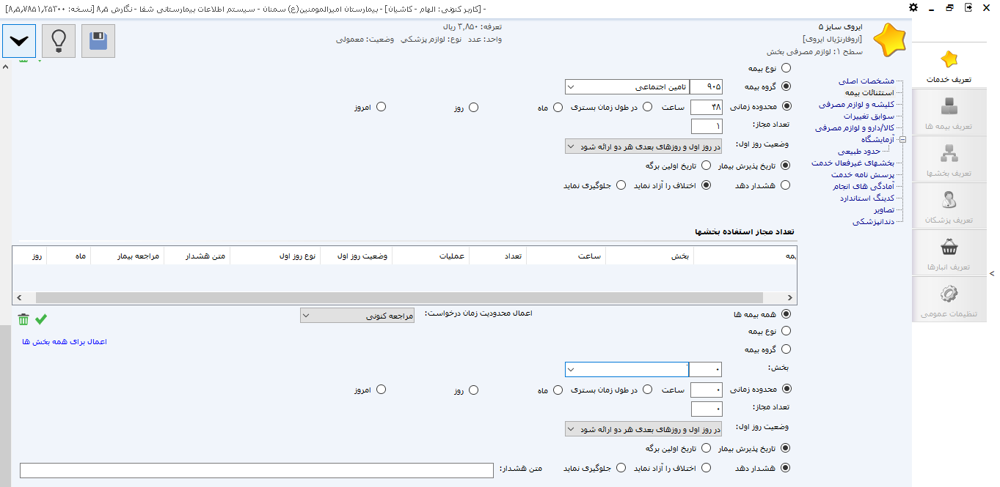 - [کاربر کنونی: الهام - کاشیان] - بیمارستان امیرالمومنین(ع) سمنان - سیستم اطلاعات بیمارستانی شفا - نگارش ۸٫۵ [نسخه: ۸٫۵٫۷۸۵۱٫۲۵۳۰۰]
ایروی سایز ۵
[اروفارنژیال ایروی]
سطح ۱: لوازم مصرفی بخش
تعرفه: ۳,۸۵۰ ریال
واحد: عدد نوع: لوازم پزشکي وضعیت: معمولی
تعریف خدمات
تعریف بیمه ها
تعریف بخشها
تعریف پزشکان
تعریف انبارها
تنظیمات عمومی
<
مشخصات اصلی
استثنائات بیمه
کلیشه و لوازم مصرفی
سوابق تغییرات
کالا/دارو و لوازم مصرفی
آزمایشگاه
حدود طبیعی
بخشهای غیرفعال خدمت
پرسش نامه خدمت
آمادگی های انجام
کدینگ استاندارد
تصاویر
دندانپزشکی
نوع بیمه
گروه بیمه ۹۰۵ تامین اجتماعی
محدوده زمانی ۴۸ ساعت در طول زمان بستری ماه روز امروز
تعداد مجاز: ۱
وضعیت روز اول: در روز اول و روزهای بعدی هر دو ارائه شود
تاریخ پذیرش بیمار تاریخ اولین برگه
هشدار دهد اختلاف را آزاد نماید جلوگیری نماید
تعداد مجاز استفاده بخشها
یمه بخش ساعت تعداد عملیات وضعیت روز اول نوع روز اول متن هشدار مراجعه بیمار ماه روز
همه بیمه ها اعمال محدودیت زمان درخواست: مراجعه کنونی
نوع بیمه
اعمال برای همه بخش ها
گروه بیمه
بخش: ۰
محدوده زمانی ۰ ساعت در طول زمان بستری ماه روز امروز
تعداد مجاز: ۰
وضعیت روز اول: در روز اول و روزهای بعدی هر دو ارائه شود
تاریخ پذیرش بیمار تاریخ اولین برگه
هشدار دهد اختلاف را آزاد نماید جلوگیری نماید متن هشدار: